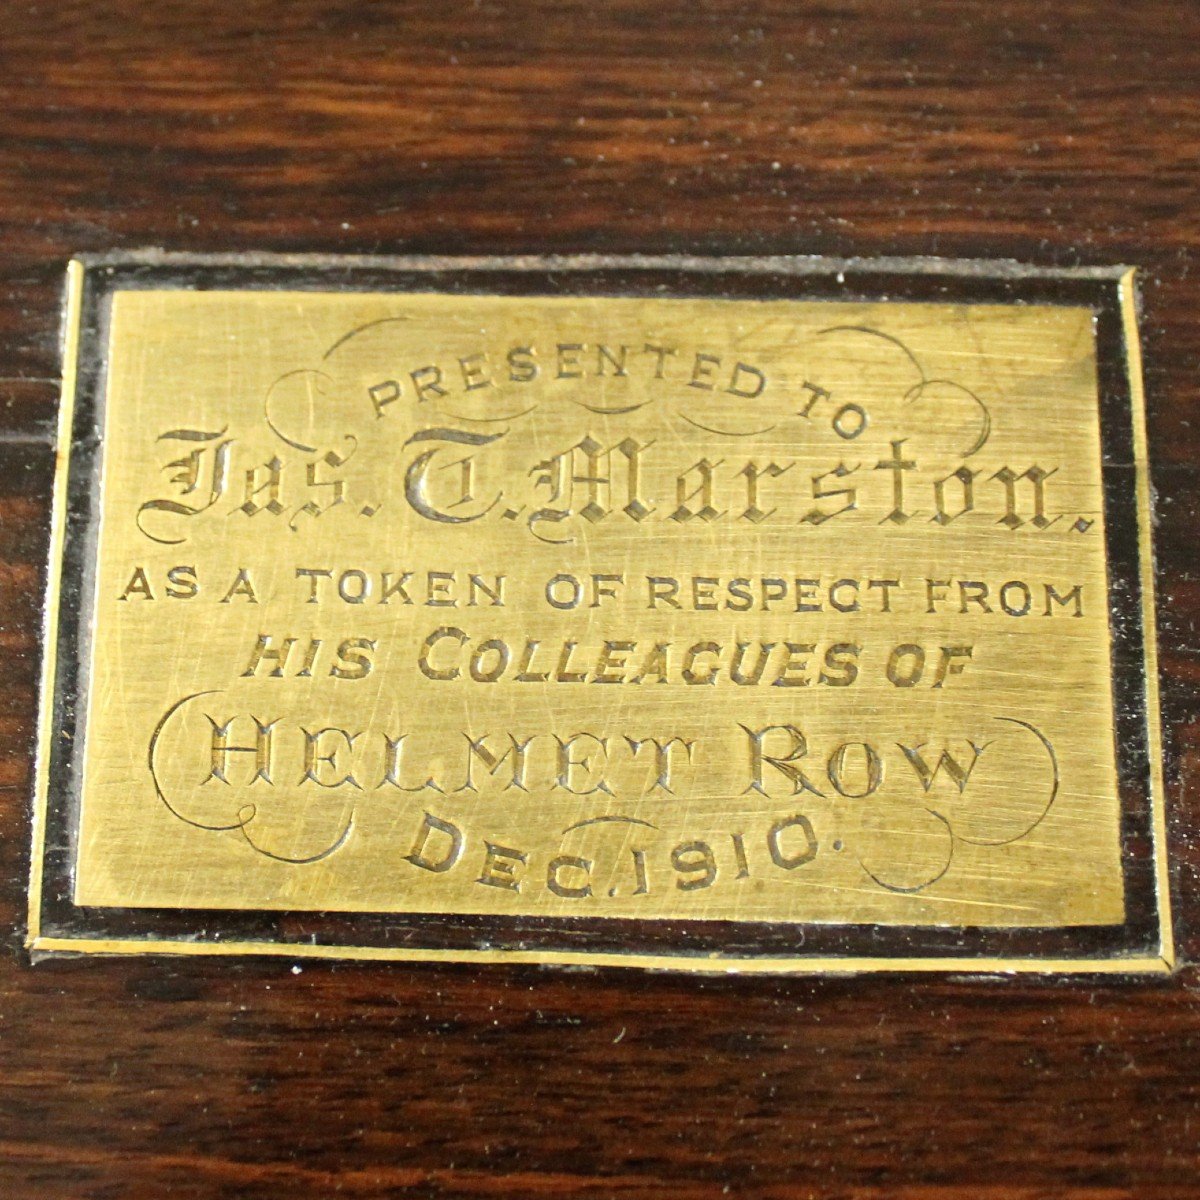 PRESENTED TO
Jas. T. Marston.
AS A TOKEN OF RESPECT FROM
HIS COLLEAGUES OF
HELMET ROW
DEC. 1910.